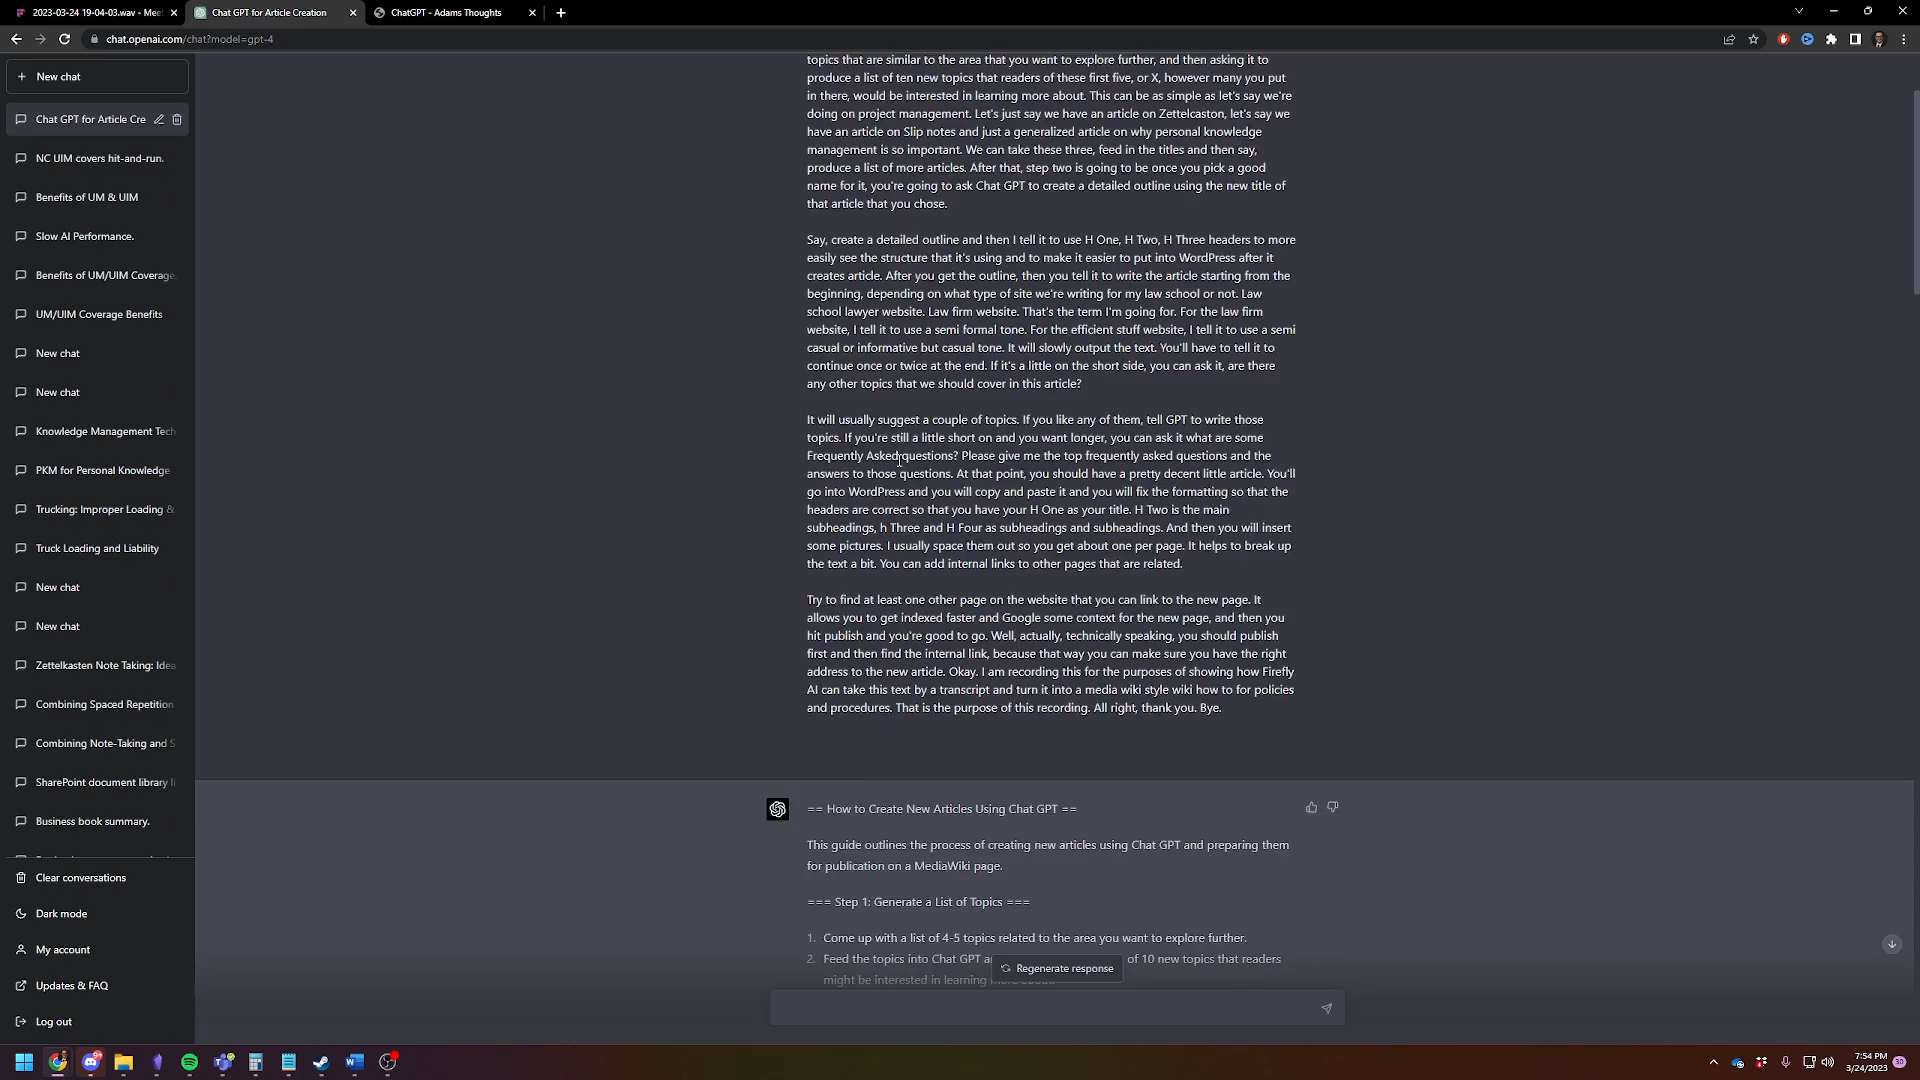 2023-03-24 19-04-03.wav - Mee
Chat GPT for Article Creation
ChatGPT - Adams Thoughts
chat.openai.com/chat?model=gpt-4
New chat
Chat GPT for Article Cre
NC UIM covers hit-and-run.
Benefits of UM & UIM
Slow AI Performance.
Benefits of UM/UIM Coverage
UM/UIM Coverage Benefits
New chat
New chat
Knowledge Management Tech
PKM for Personal Knowledge
Trucking: Improper Loading &
Truck Loading and Liability
New chat
New chat
Zettelkasten Note Taking: Idea
Combining Spaced Repetition
Combining Note-Taking and S
SharePoint document library li
Business book summary.
Clear conversations
Dark mode
My account
Updates & FAQ
Log out
topics that are similar to the area that you want to explore further, and then asking it to
produce a list of ten new topics that readers of these first five, or X, however many you put
in there, would be interested in learning more about. This can be as simple as let's say we're
doing on project management. Let's just say we have an article on Zettelcaston, let's say we
have an article on Slip notes and just a generalized article on why personal knowledge
management is so important. We can take these three, feed in the titles and then say,
produce a list of more articles. After that, step two is going to be once you pick a good
name for it, you're going to ask Chat GPT to create a detailed outline using the new title of
that article that you chose.
Say, create a detailed outline and then I tell it to use H One, H Two, H Three headers to more
easily see the structure that it's using and to make it easier to put into WordPress after it
creates article. After you get the outline, then you tell it to write the article starting from the
beginning, depending on what type of site we're writing for my law school or not. Law
school lawyer website. Law firm website. That's the term I'm going for. For the law firm
website, I tell it to use a semi formal tone. For the efficient stuff website, I tell it to use a semi
casual or informative but casual tone. It will slowly output the text. You'll have to tell it to
continue once or twice at the end. If it's a little on the short side, you can ask it, are there
any other topics that we should cover in this article?
It will usually suggest a couple of topics. If you like any of them, tell GPT to write those
topics. If you're still a little short on and you want longer, you can ask it what are some
Frequently Asked questions? Please give me the top frequently asked questions and the
answers to those questions. At that point, you should have a pretty decent little article. You'll
go into WordPress and you will copy and paste it and you will fix the formatting so that the
headers are correct so that you have your H One as your title. H Two is the main
subheadings, h Three and H Four as subheadings and subheadings. And then you will insert
some pictures. I usually space them out so you get about one per page. It helps to break up
the text a bit. You can add internal links to other pages that are related.
Try to find at least one other page on the website that you can link to the new page. It
allows you to get indexed faster and Google some context for the new page, and then you
hit publish and you're good to go. Well, actually, technically speaking, you should publish
first and then find the internal link, because that way you can make sure you have the right
address to the new article. Okay. I am recording this for the purposes of showing how Firefly
AI can take this text by a transcript and turn it into a media wiki style wiki how to for policies
and procedures. That is the purpose of this recording. All right, thank you. Bye.
== How to Create New Articles Using Chat GPT ==
This guide outlines the process of creating new articles using Chat GPT and preparing them
for publication on a MediaWiki page.
=== Step 1: Generate a List of Topics ===
1. Come up with a list of 4-5 topics related to the area you want to explore further.
2. Feed the topics into Chat GPT of 10 new topics that readers
might be interested in learning
Regenerate response
7:54 PM
3/24/2023